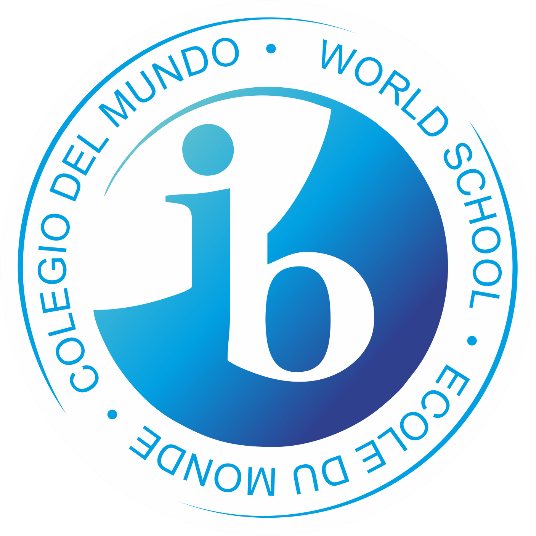 WORLD SCHOOL • ECOLE DU MONDE • COLEGIO DEL MUNDO •
ib